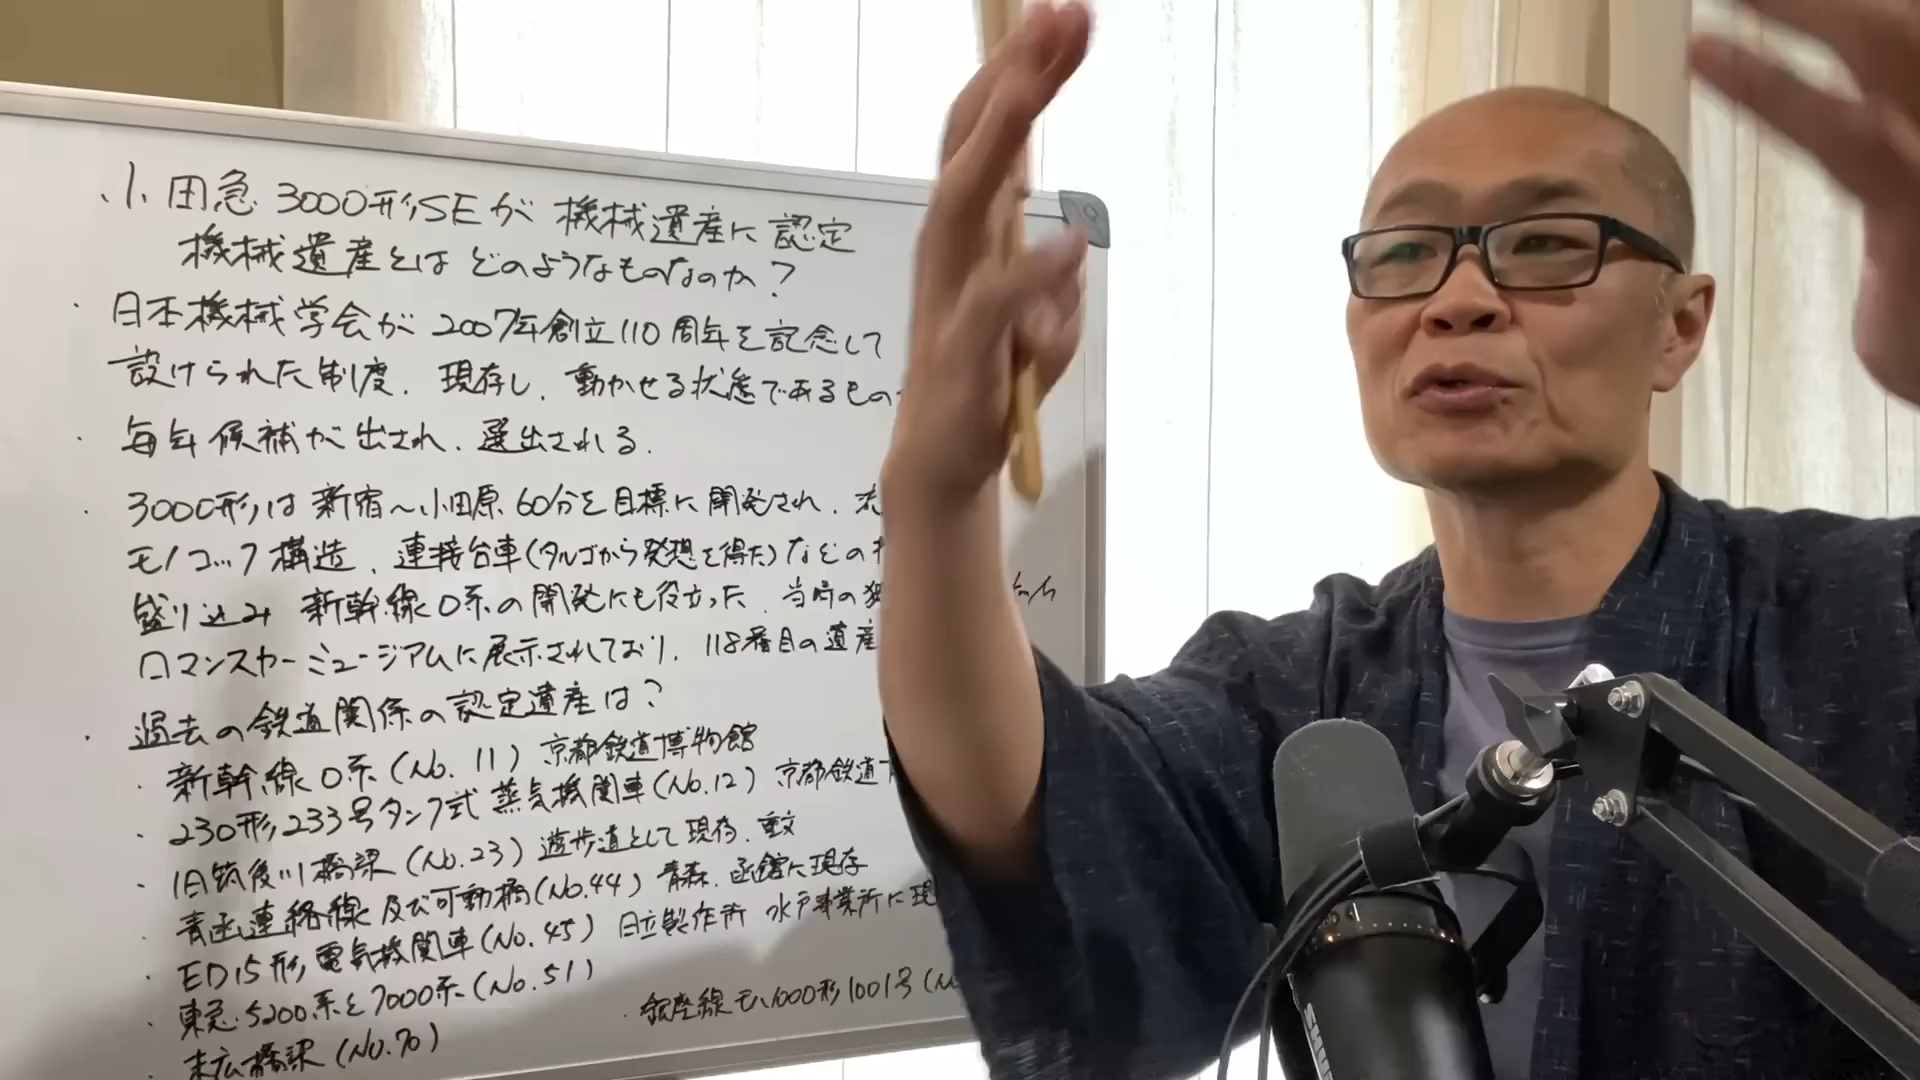 小田急3000形SEが機械遺産に認定
機械遺産とはどのようなものなのか？
・日本機械学会が2007年創立110周年を記念して
設けられた制度．現存し．動かせる状態であるもの
・毎年候補が出され．選出される．
・3000形は新宿～小田原60分を目標に開発され．
モノコック構造．連接台車(タルゴから発想を得た)などの
盛り込み 新幹線0系の開発にも役立った．当時の
ロマンスカーミュージアムに展示されており．118番目の遺産
・過去の鉄道関係の認定遺産は？
・新幹線0系(No.11)京都鉄道博物館
・230形233号タンク式蒸気機関車(No.12)京都鉄道
・旧筑後川橋梁(No.23)遊歩道として現存．重文
・青函連絡線及び可動橋(No.44)青森．函館に現存
・ED15形電気機関車(No.45)日立製作所 水戸事業所に現
・東急5200系と7000系(No.51)
・銀座線モハ1000形1001号(No
・末広橋梁(No.70)